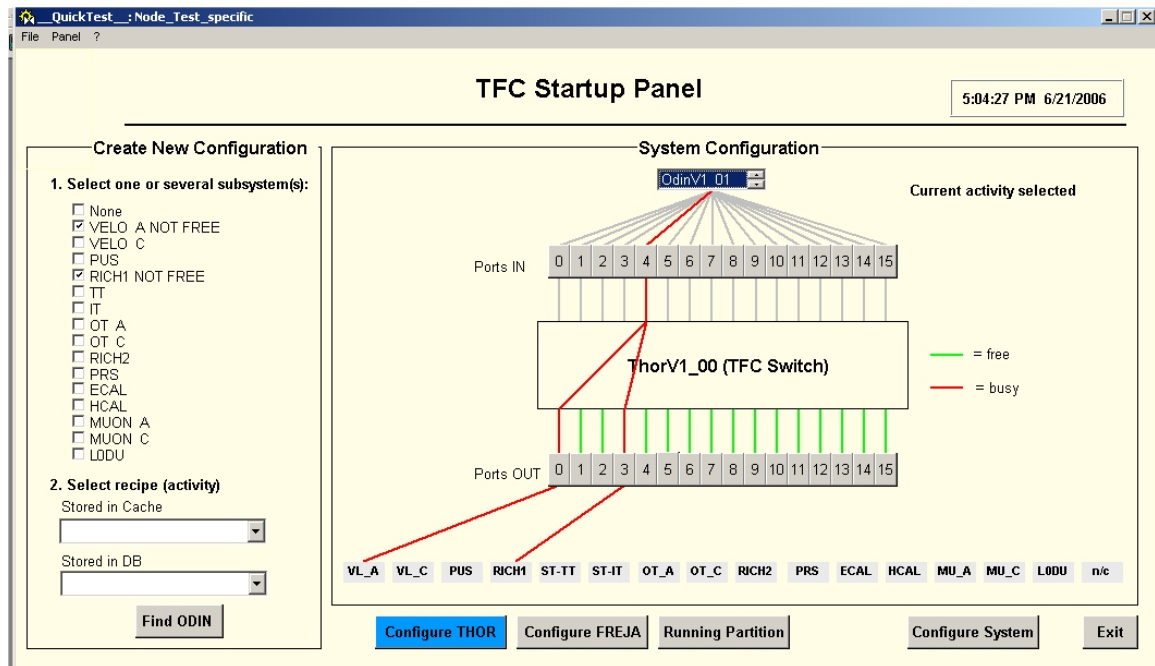 __QuickTest__: Node_Test_specific
File Panel ?
TFC Startup Panel
5:04:27 PM 6/21/2006
Create New Configuration
1. Select one or several subsystem(s):
None
VELO A NOT FREE
VELO C
PUS
RICH1 NOT FREE
TT
IT
OT A
OT C
RICH2
PRS
ECAL
HCAL
MUON A
MUON C
L0DU
2. Select recipe (activity)
Stored in Cache
Stored in DB
Find ODIN
System Configuration
OdinV1_01
Current activity selected
Ports IN 0 1 2 3 4 5 6 7 8 9 10 11 12 13 14 15
ThorV1_00 (TFC Switch)
= free
= busy
Ports OUT 0 1 2 3 4 5 6 7 8 9 10 11 12 13 14 15
VL_A VL_C PUS RICH1 ST-TT ST-IT OT_A OT_C RICH2 PRS ECAL HCAL MU_A MU_C L0DU n/c
Configure THOR Configure FREJA Running Partition Configure System Exit